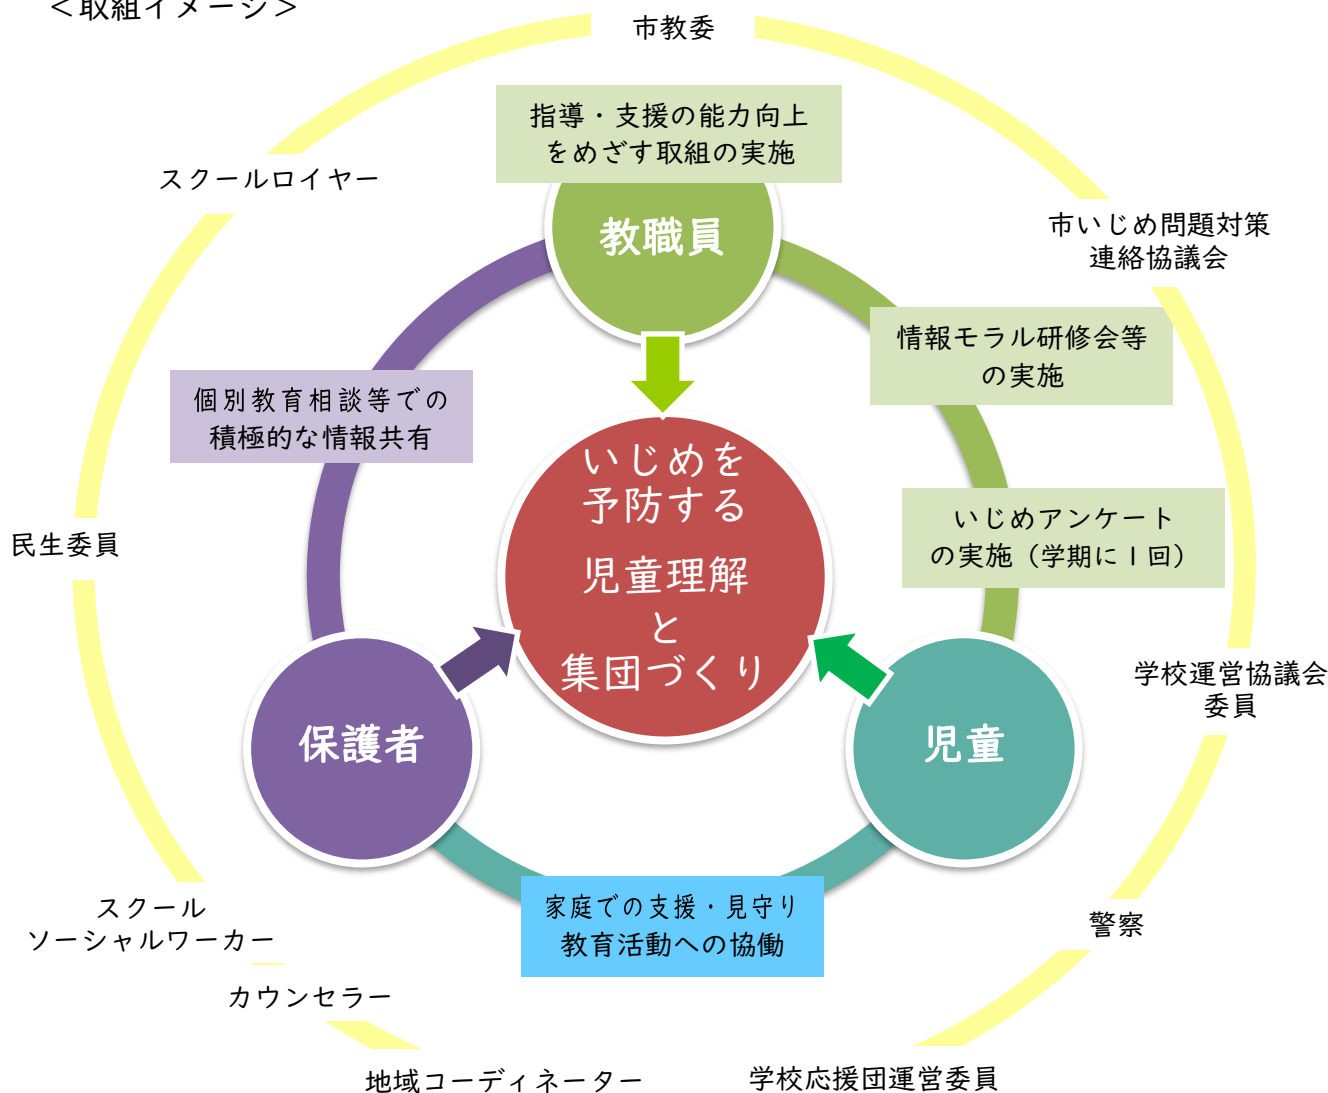 ＜取組イメージ＞
市教委
指導・支援の能力向上
をめざす取組の実施
スクールロイヤー
教職員
市いじめ問題対策
連絡協議会
情報モラル研修会等
の実施
個別教育相談等での
積極的な情報共有
いじめを
予防する
児童理解
と
集団づくり
いじめアンケート
の実施（学期に１回）
民生委員
学校運営協議会
委員
保護者
児童
家庭での支援・見守り
教育活動への協働
スクール
ソーシャルワーカー
警察
カウンセラー
地域コーディネーター
学校応援団運営委員